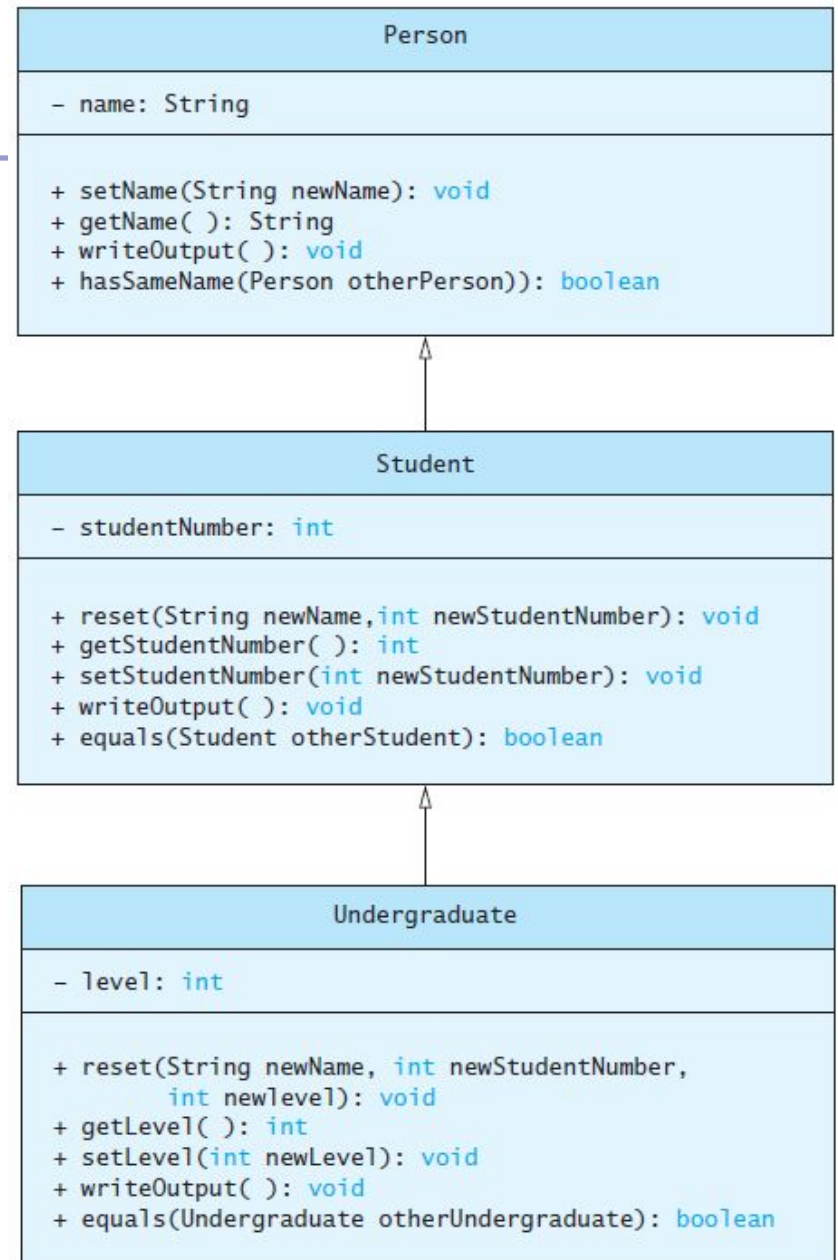 Person
– name: String
+ setName(String newName): void
+ getName( ): String
+ writeOutput( ): void
+ hasSameName(Person otherPerson)): boolean
Student
– studentNumber: int
+ reset(String newName,int newStudentNumber): void
+ getStudentNumber( ): int
+ setStudentNumber(int newStudentNumber): void
+ writeOutput( ): void
+ equals(Student otherStudent): boolean
Undergraduate
– level: int
+ reset(String newName, int newStudentNumber,
int newlevel): void
+ getLevel( ): int
+ setLevel(int newLevel): void
+ writeOutput( ): void
+ equals(Undergraduate otherUndergraduate): boolean